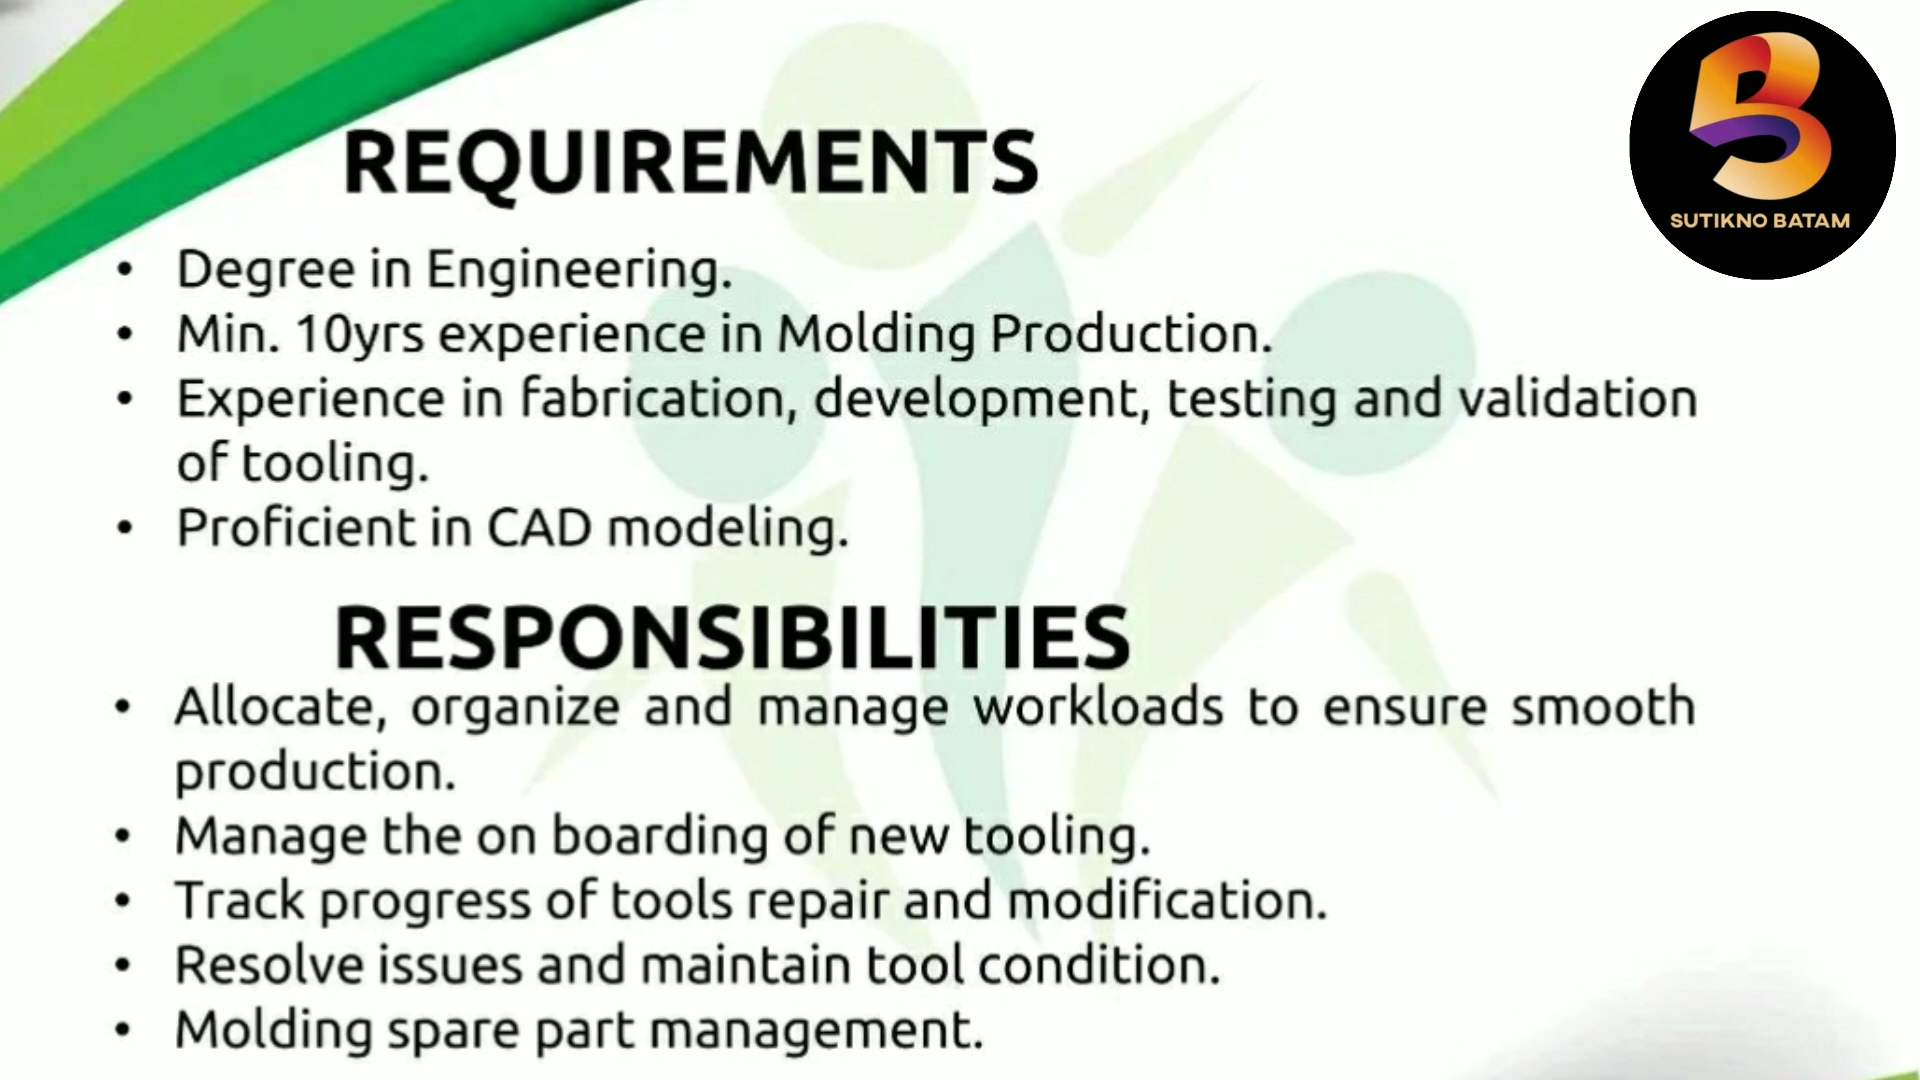 REQUIREMENTS
SUTIKNO BATAM
• Degree in Engineering.
• Min. 10yrs experience in Molding Production.
• Experience in fabrication, development, testing and validation
of tooling.
• Proficient in CAD modeling.
RESPONSIBILITIES
• Allocate, organize and manage workloads to ensure smooth
production.
• Manage the on boarding of new tooling.
• Track progress of tools repair and modification.
• Resolve issues and maintain tool condition.
• Molding spare part management.